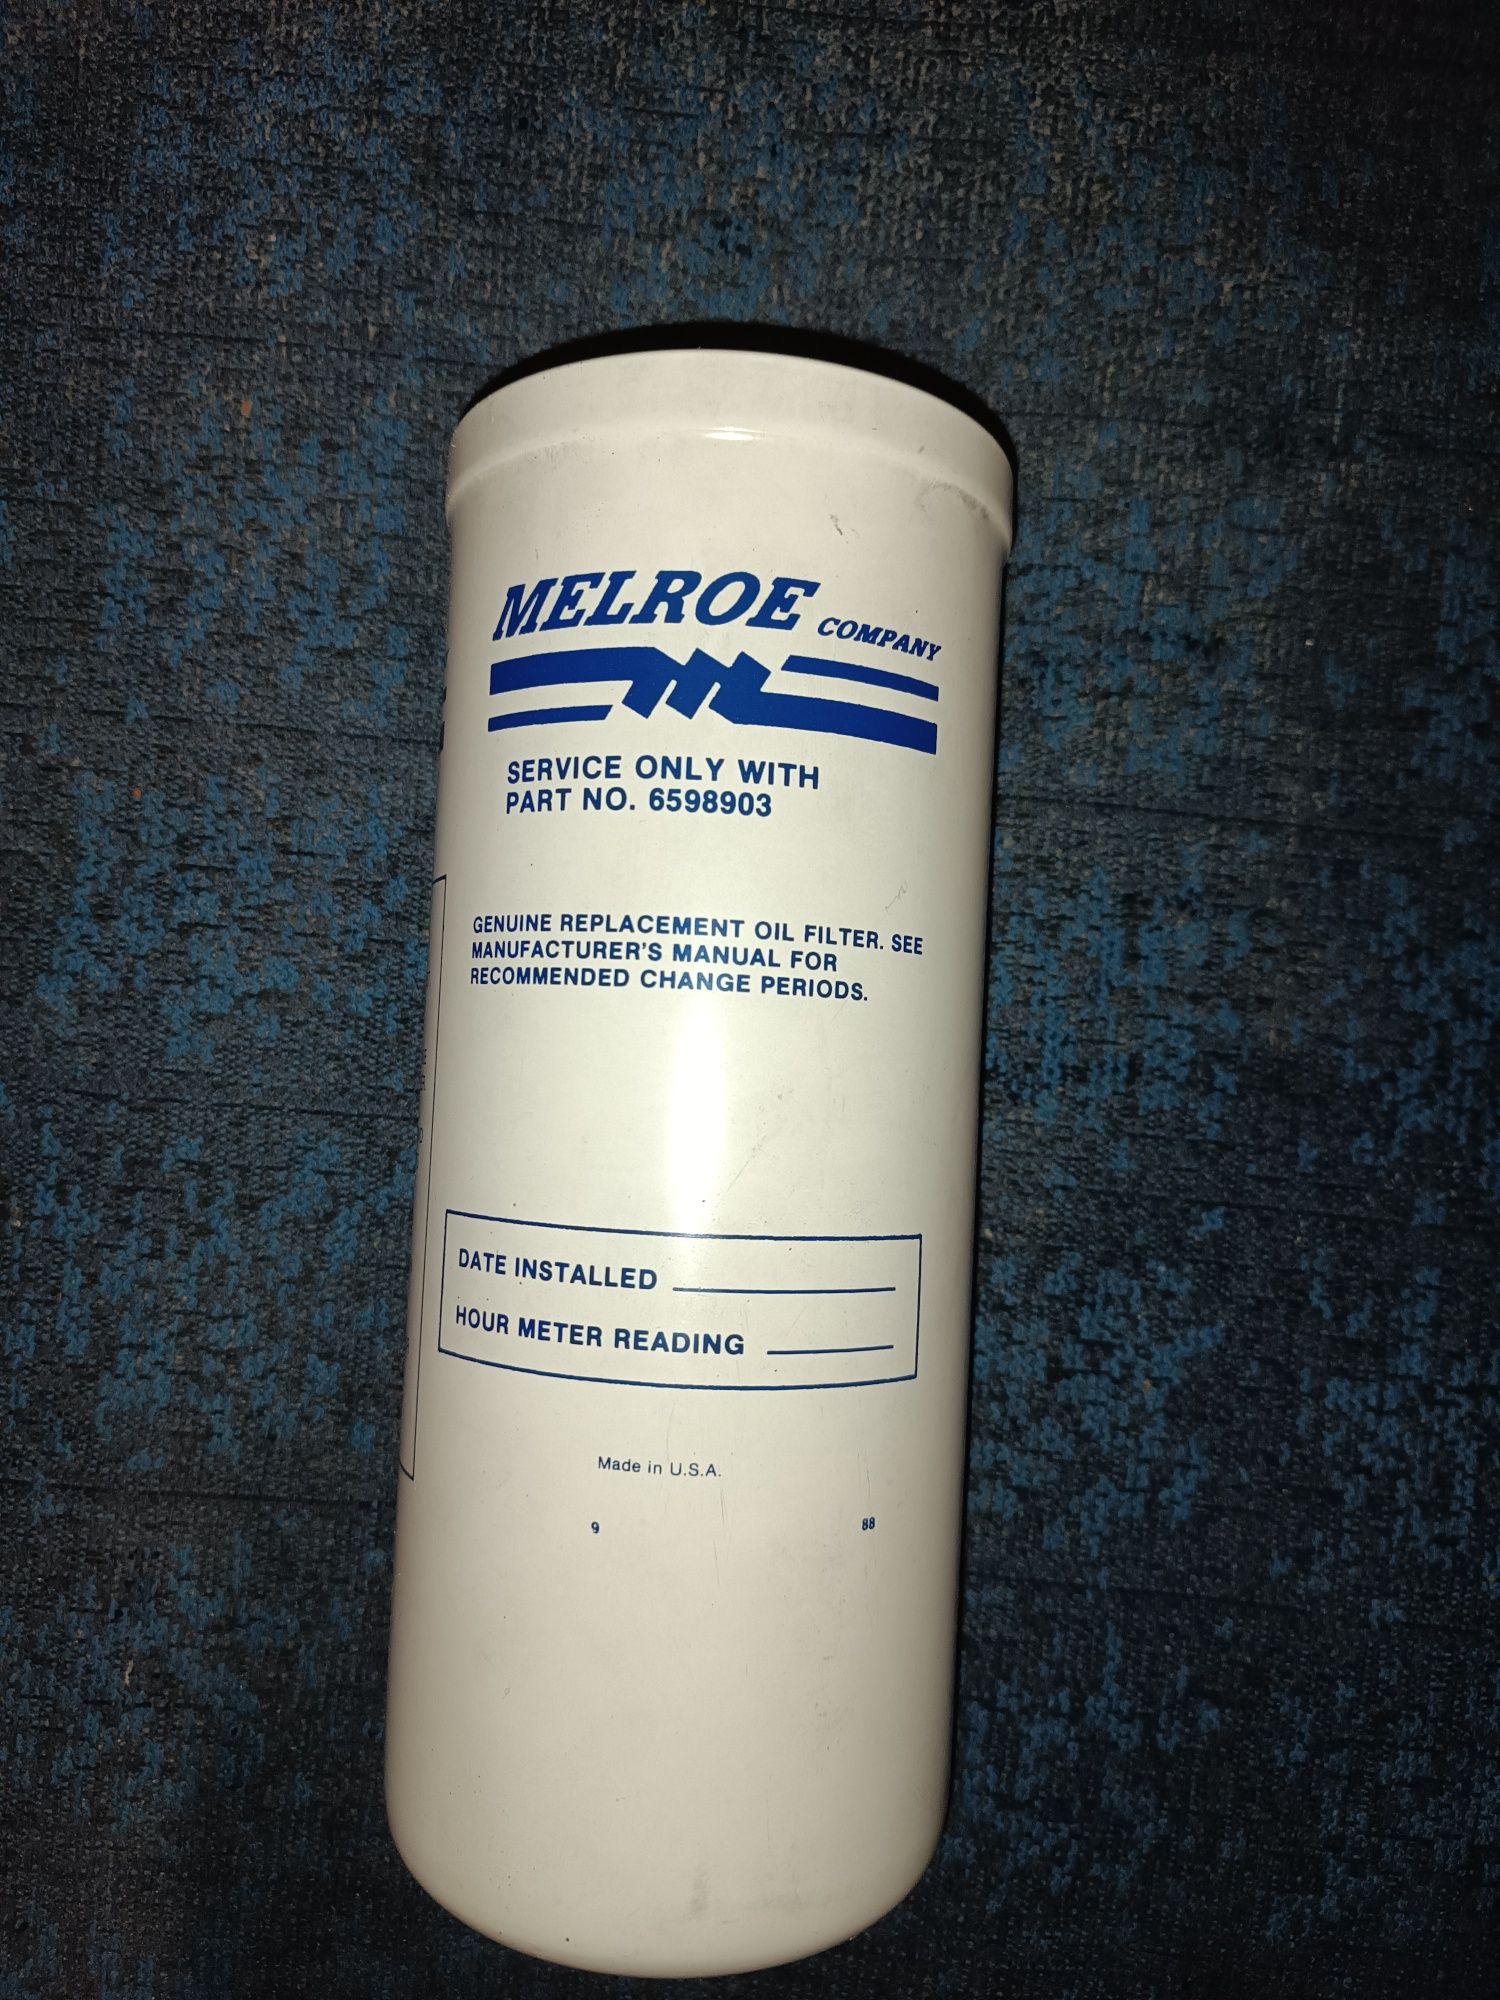 MELROE COMPANY
SERVICE ONLY WITH
PART NO. 6598903
GENUINE REPLACEMENT OIL FILTER. SEE
MANUFACTURER'S MANUAL FOR
RECOMMENDED CHANGE PERIODS.
DATE INSTALLED
HOUR METER READING
Made in U.S.A.
9 88